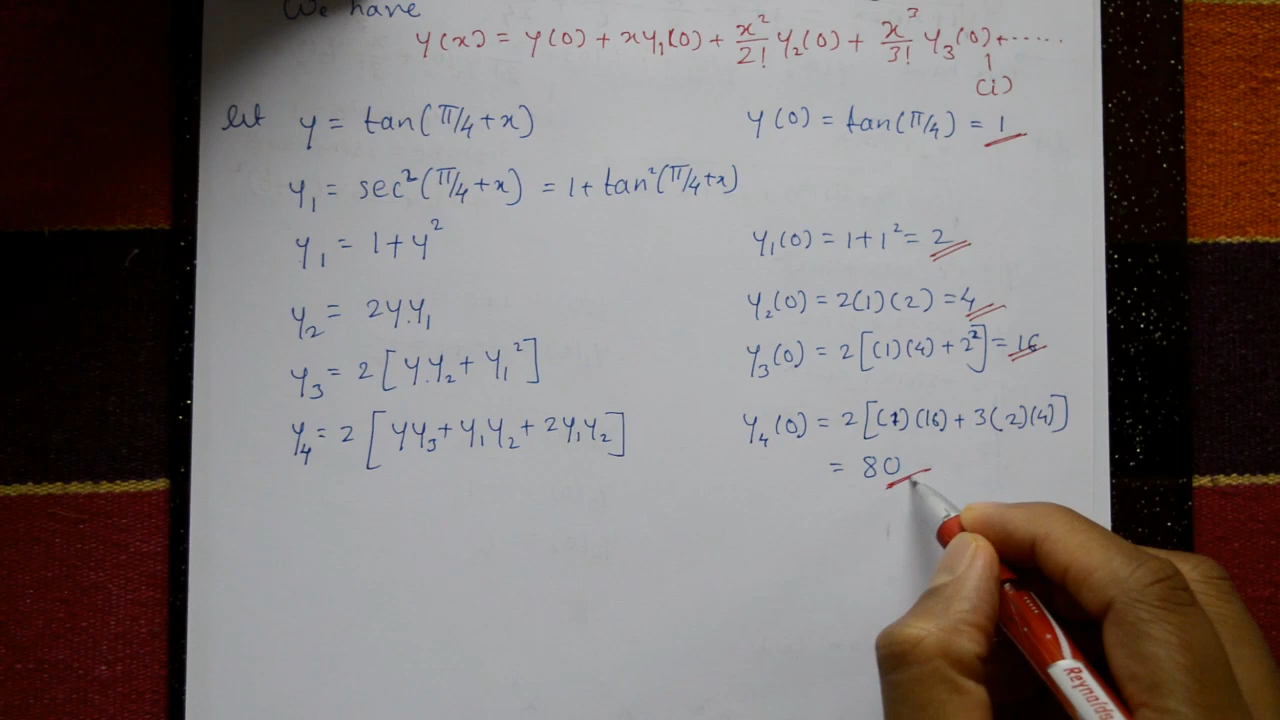 We have
y(x) = y(0) + xy₁(0) + x²/2! y₂(0) + x³/3! y₃(0) + ......
(i)
let y = tan(π/4 + x)
y(0) = tan(π/4) = 1
y₁ = sec²(π/4 + x) = 1 + tan²(π/4 + x)
y₁ = 1 + y²
y₁(0) = 1 + 1² = 2
y₂ = 2y.y₁
y₂(0) = 2(1)(2) = 4
y₃ = 2[y.y₂ + y₁²]
y₃(0) = 2[(1)(4) + 2²] = 16
y₄ = 2[yy₃ + y₁y₂ + 2y₁y₂]
y₄(0) = 2[(1)(16) + 3(2)(4)]
= 80
Reynolds